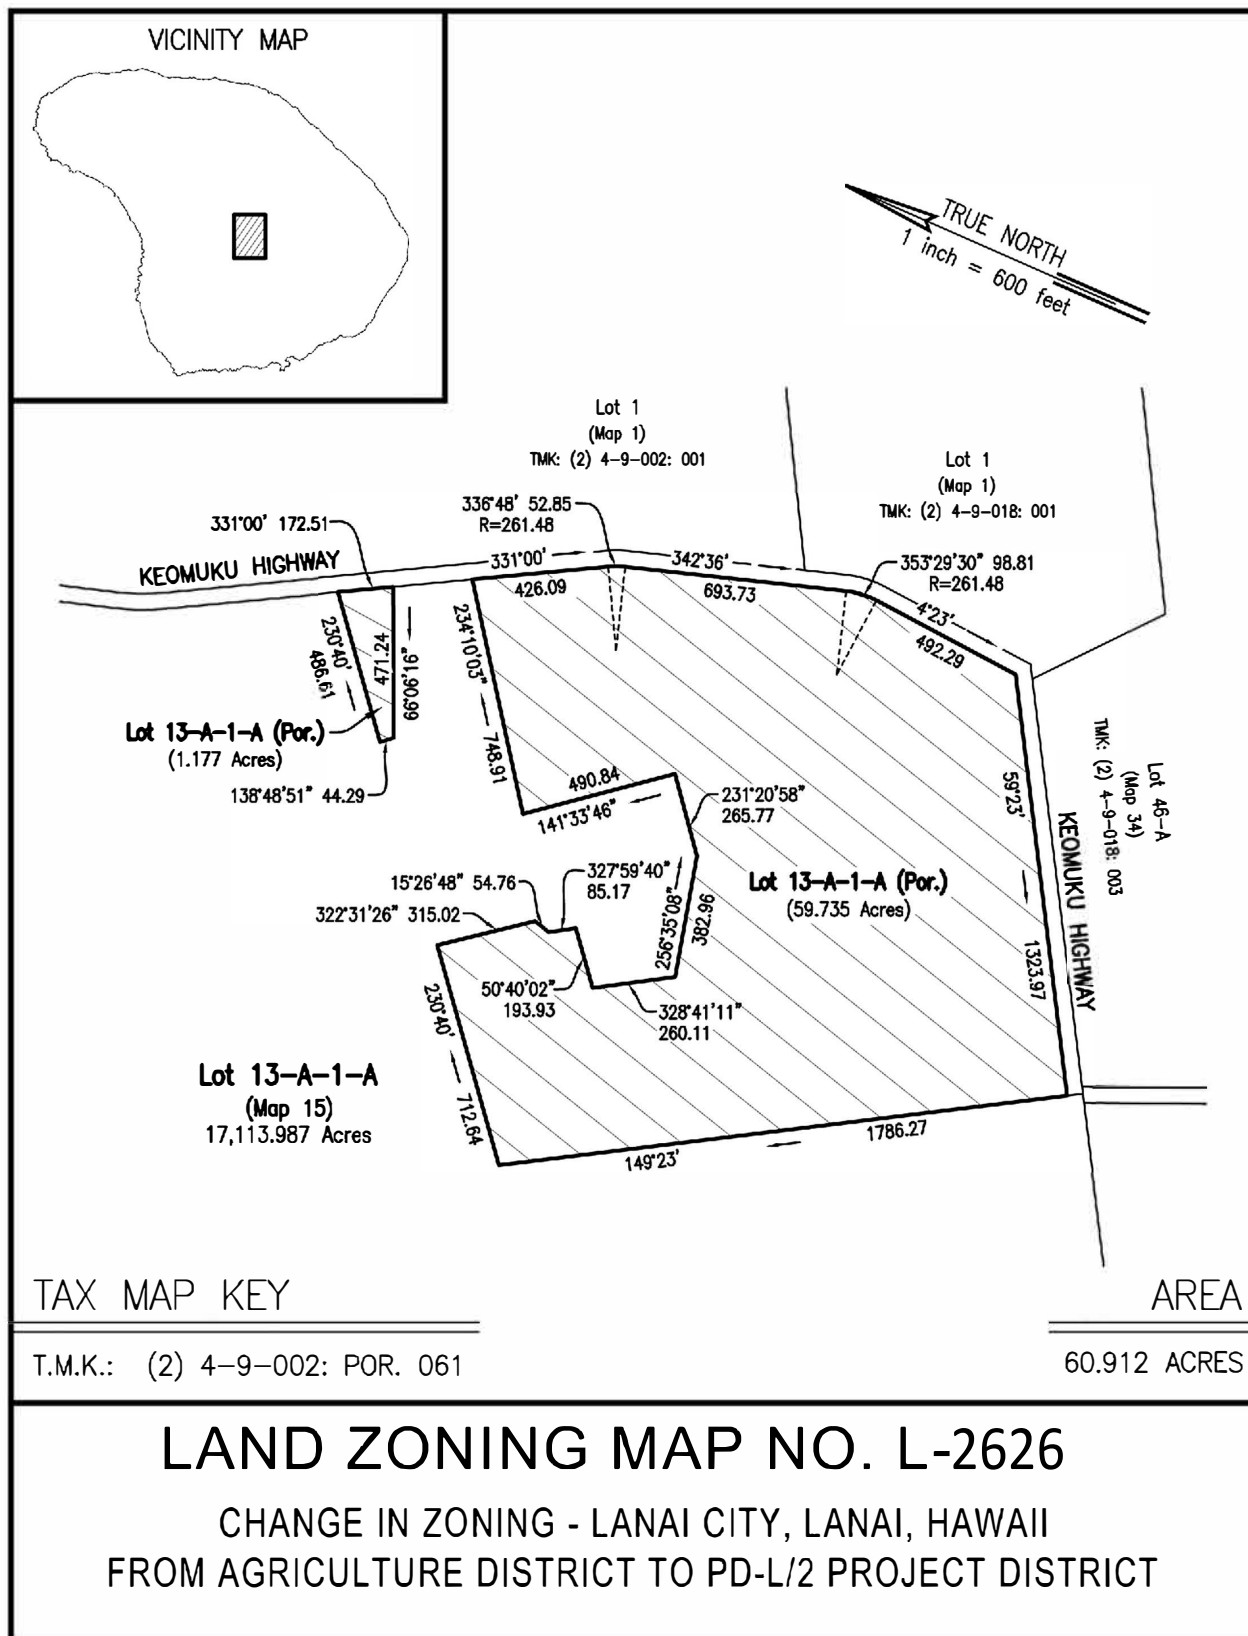 VICINITY MAP
TRUE NORTH
1 inch = 600 feet
Lot 1
(Map 1)
TMK: (2) 4-9-002: 001
Lot 1
(Map 1)
TMK: (2) 4-9-018: 001
336°48' 52.85
R=261.48
331°00' 172.51
KEOMUKU HIGHWAY
331°00'
426.09
342°36'
693.73
353°29'30" 98.81
R=261.48
4°23'
492.29
230°40'
486.61
471.24
66°06'16"
234°10'03"
748.91
Lot 13-A-1-A (Por.)
(1.177 Acres)
138°48'51" 44.29
490.84
141°33'46"
231°20'58"
265.77
59°23'
1323.97
KEOMUKU HIGHWAY
Lot 46-A
(Map 34)
TMK: (2) 4-9-018: 003
15°26'48" 54.76
327°59'40"
85.17
322°31'26" 315.02
256°35'08"
382.96
Lot 13-A-1-A (Por.)
(59.735 Acres)
50°40'02"
193.93
328°41'11"
260.11
230°40'
712.64
Lot 13-A-1-A
(Map 15)
17,113.987 Acres
149°23'
1786.27
TAX MAP KEY
AREA
T.M.K.: (2) 4-9-002: POR. 061
60.912 ACRES
LAND ZONING MAP NO. L-2626
CHANGE IN ZONING - LANAI CITY, LANAI, HAWAII
FROM AGRICULTURE DISTRICT TO PD-L/2 PROJECT DISTRICT